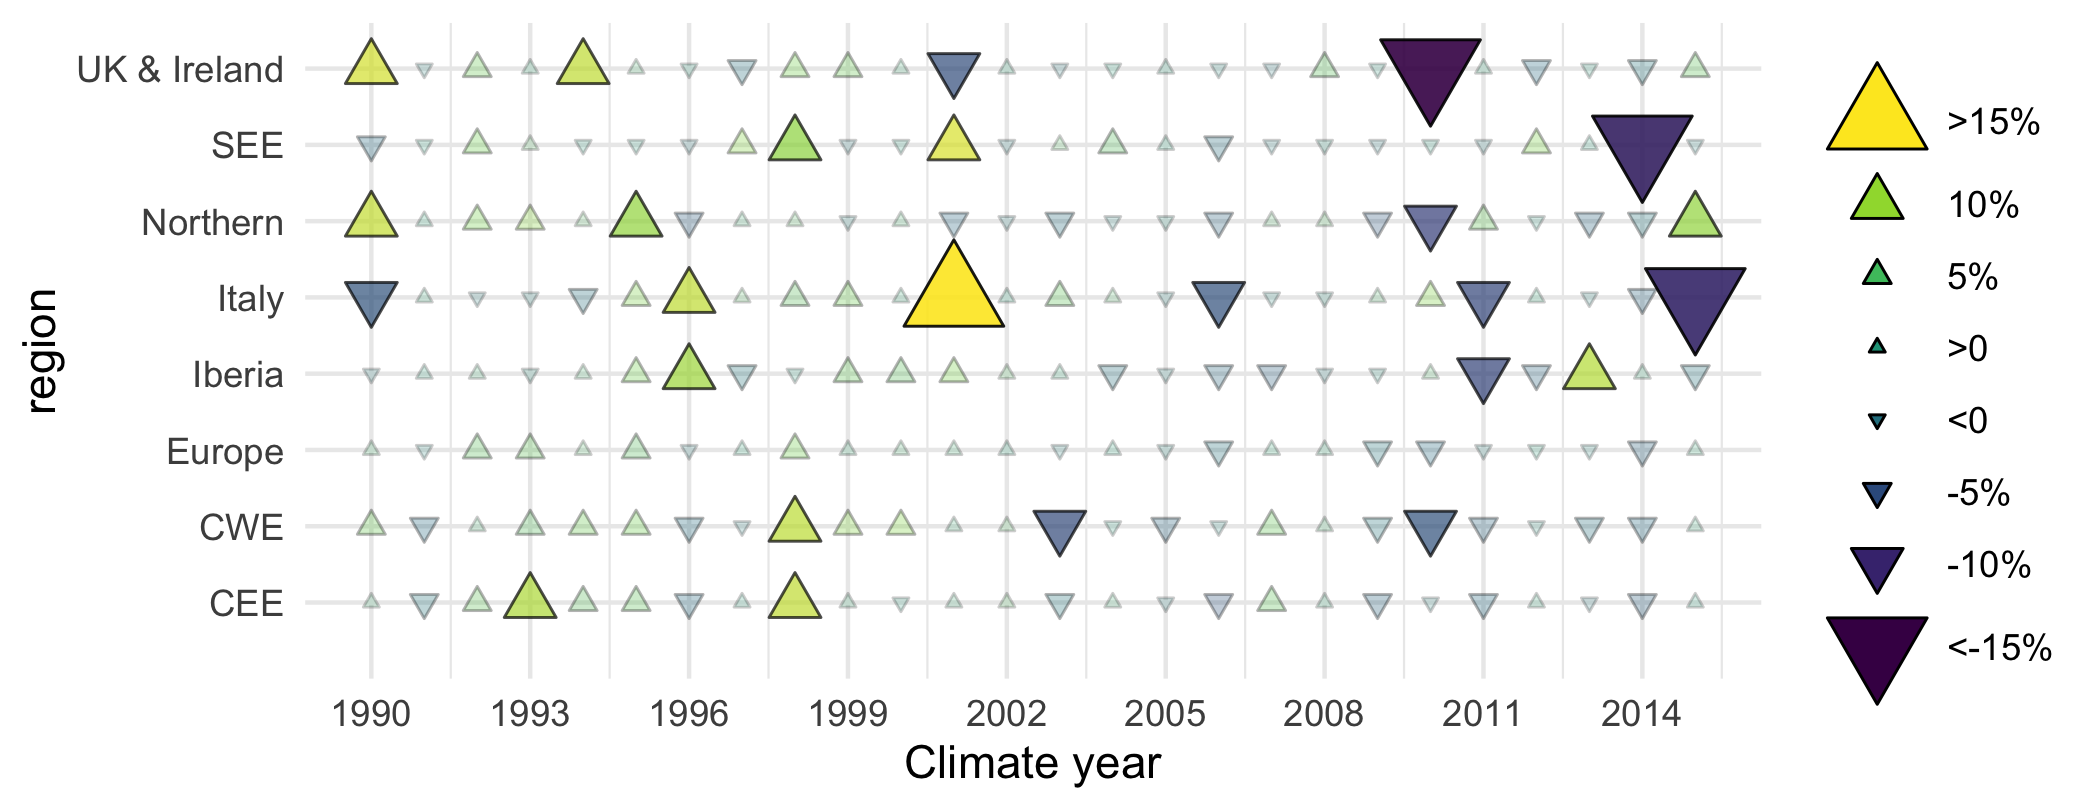 UK & Ireland
SEE
Northern
Italy
Iberia
Europe
CWE
CEE
region
1990 1993 1996 1999 2002 2005 2008 2011 2014
Climate year
>15%
10%
5%
>0
<0
-5%
-10%
<-15%